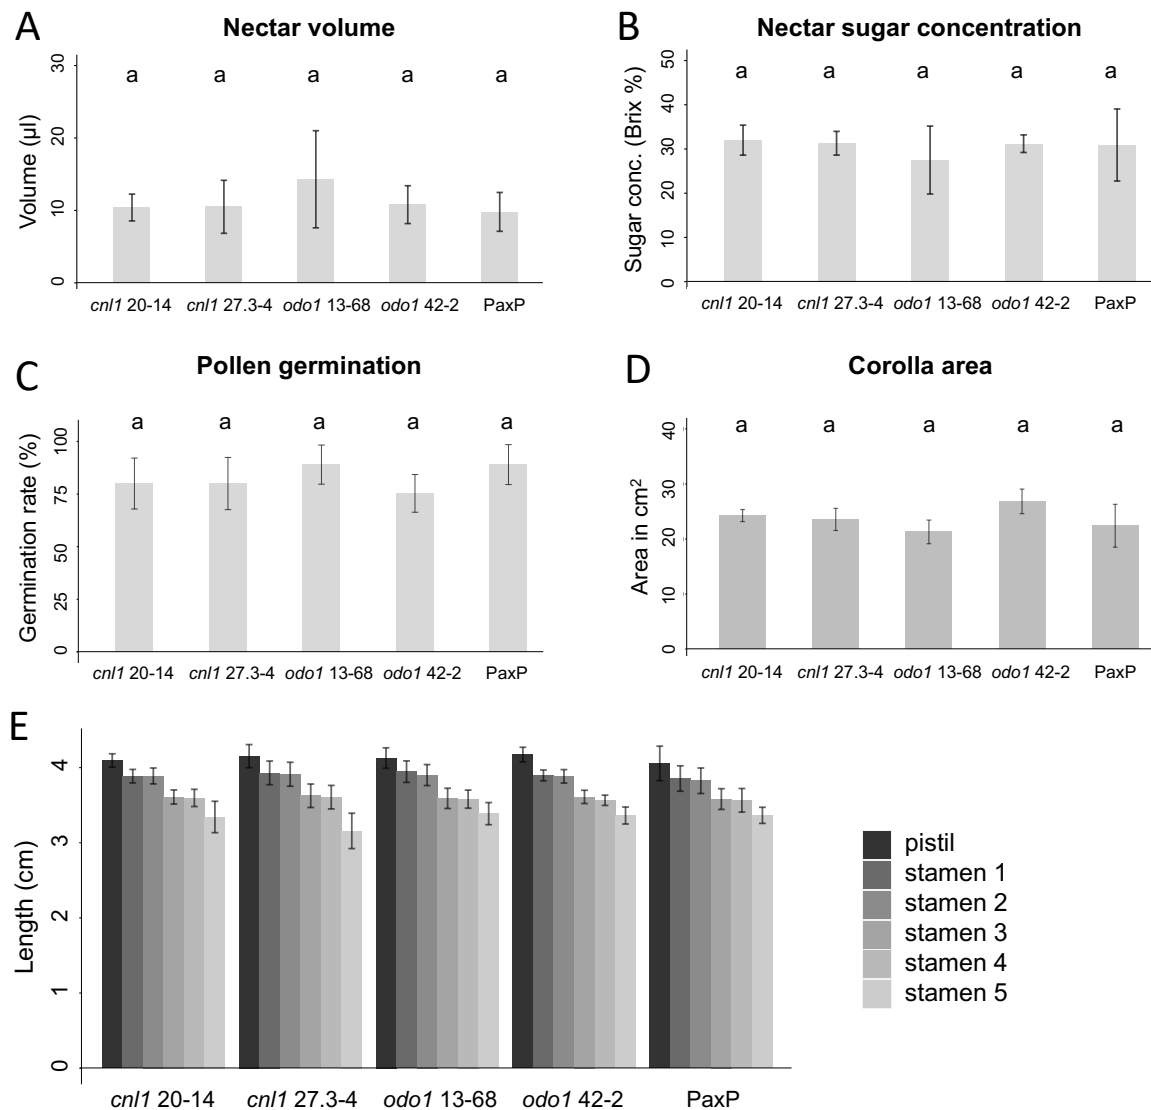 A
Nectar volume
Volume (µl)
30
20
10
0
a a a a a
cnl1 20-14 cnl1 27.3-4 odo1 13-68 odo1 42-2 PaxP
B
Nectar sugar concentration
Sugar conc. (Brix %)
50
40
30
20
10
0
a a a a a
cnl1 20-14 cnl1 27.3-4 odo1 13-68 odo1 42-2 PaxP
C
Pollen germination
Germination rate (%)
100
75
50
25
0
a a a a a
cnl1 20-14 cnl1 27.3-4 odo1 13-68 odo1 42-2 PaxP
D
Corolla area
Area in cm²
40
30
20
10
0
a a a a a
cnl1 20-14 cnl1 27.3-4 odo1 13-68 odo1 42-2 PaxP
E
Length (cm)
4
3
2
1
0
cnl1 20-14 cnl1 27.3-4 odo1 13-68 odo1 42-2 PaxP
pistil
stamen 1
stamen 2
stamen 3
stamen 4
stamen 5